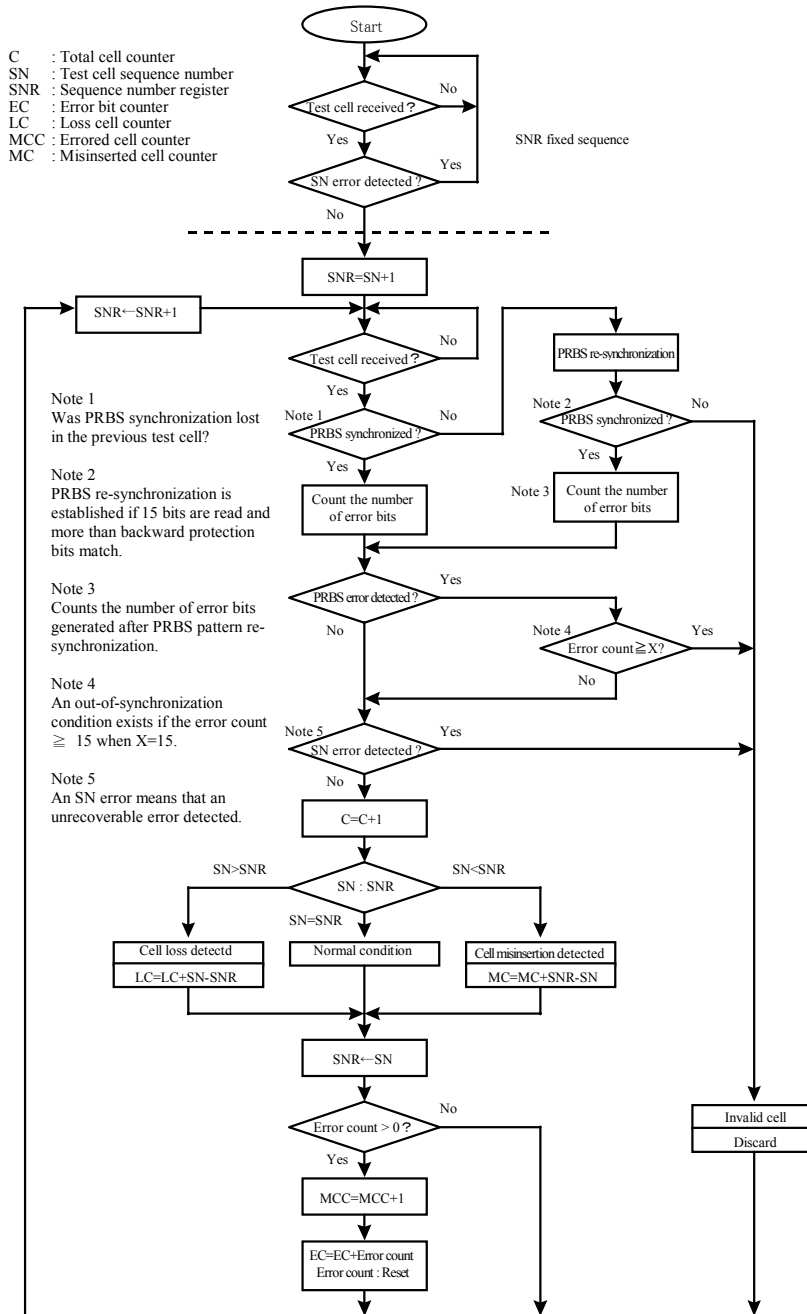 Start
C : Total cell counter
SN : Test cell sequence number
SNR : Sequence number register
EC : Error bit counter
LC : Loss cell counter
MCC : Errored cell counter
MC : Misinserted cell counter
No
Test cell received?
Yes
SNR fixed sequence
Yes
SN error detected?
No
SNR=SN+1
SNR←SNR+1
No
Test cell received?
Yes
PRBS re-synchronization
Note 1
Was PRBS synchronization lost
in the previous test cell?
Note 1
No
PRBS synchronized?
Yes
Note 2
No
PRBS synchronized?
Yes
Note 2
PRBS re-synchronization is
established if 15 bits are read and
more than backward protection
bits match.
Count the number
of error bits
Note 3
Count the number
of error bits
Note 3
Counts the number of error bits
generated after PRBS pattern re-
synchronization.
Yes
PRBS error detected?
No
Note 4
Yes
Error count≧X?
No
Note 4
An out-of-synchronization
condition exists if the error count
≧ 15 when X=15.
Note 5
Yes
SN error detected?
No
Note 5
An SN error means that an
unrecoverable error detected.
C=C+1
SN>SNR
SN : SNR
SN<SNR
SN=SNR
Cell loss detectd
LC=LC+SN-SNR
Normal condition
Cell misinsertion detected
MC=MC+SNR-SN
SNR←SN
No
Error count > 0?
Yes
Invalid cell
Discard
MCC=MCC+1
EC=EC+Error count
Error count : Reset